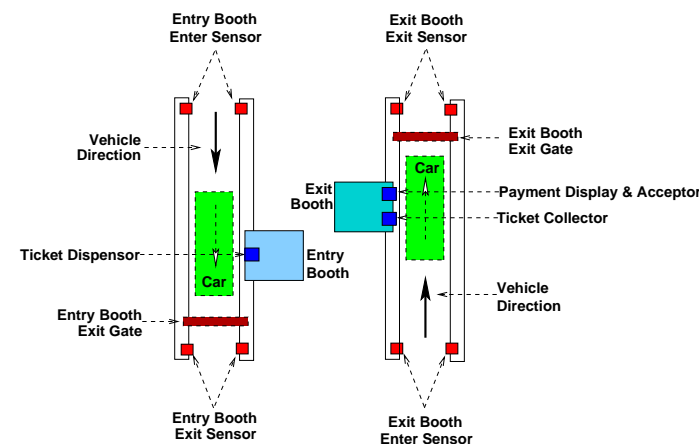 Entry Booth
Enter Sensor
Vehicle
Direction
Ticket Dispensor
Car
Entry
Booth
Entry Booth
Exit Gate
Entry Booth
Exit Sensor
Exit Booth
Exit Sensor
Exit Booth
Exit Gate
Car
Exit
Booth
Payment Display & Acceptor
Ticket Collector
Vehicle
Direction
Exit Booth
Enter Sensor